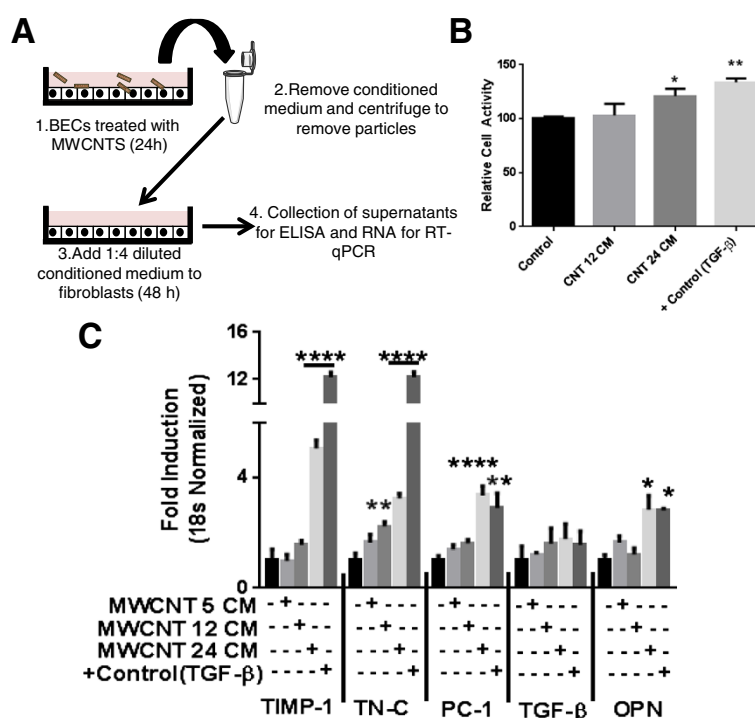 A
1.BECs treated with
MWCNTS (24h)
2.Remove conditioned
medium and centrifuge to
remove particles
3.Add 1:4 diluted
conditioned medium to
fibroblasts (48 h)
4. Collection of supernatants
for ELISA and RNA for RT-
qPCR
B
Relative Cell Activity
150
100
50
0
*
**
Control
CNT 12 CM
CNT 24 CM
+ Control (TGF-β)
C
Fold Induction
(18s Normalized)
16
12
4
0
****
****
**
****
**
*
*
MWCNT 5 CM - + - - - - + - - - - + - - - - + - - - - + - - -
MWCNT 12 CM - - + - - - - + - - - - + - - - - + - - - - + - -
MWCNT 24 CM - - - + - - - - + - - - - + - - - - + - - - - + -
+Control(TGF-β) - - - - + - - - - + - - - - + - - - - + - - - - +
TIMP-1 TN-C PC-1 TGF-β OPN